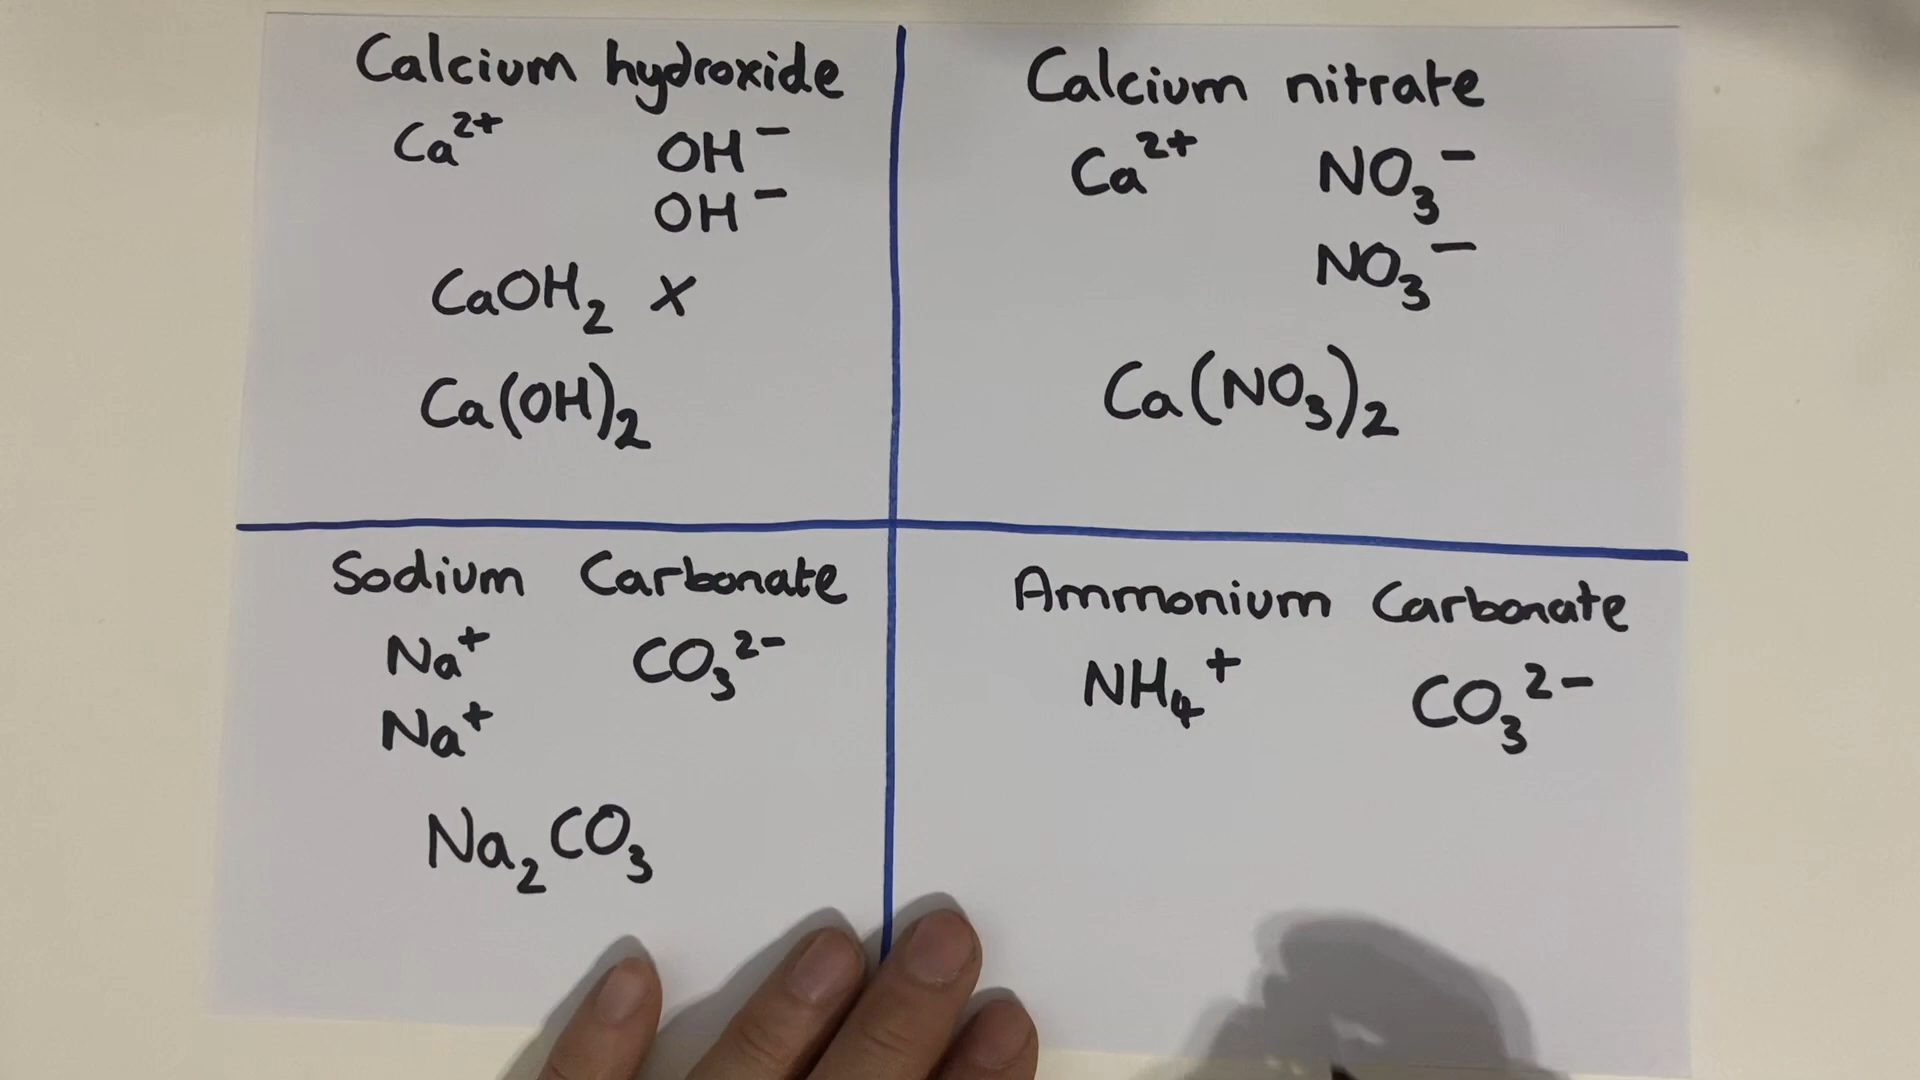 Calcium hydroxide
Ca²⁺ OH⁻
OH⁻
CaOH₂ x
Ca(OH)₂
Calcium nitrate
Ca²⁺ NO₃⁻
NO₃⁻
Ca(NO₃)₂
Sodium Carbonate
Na⁺ CO₃²⁻
Na⁺
Na₂CO₃
Ammonium Carbonate
NH₄⁺ CO₃²⁻